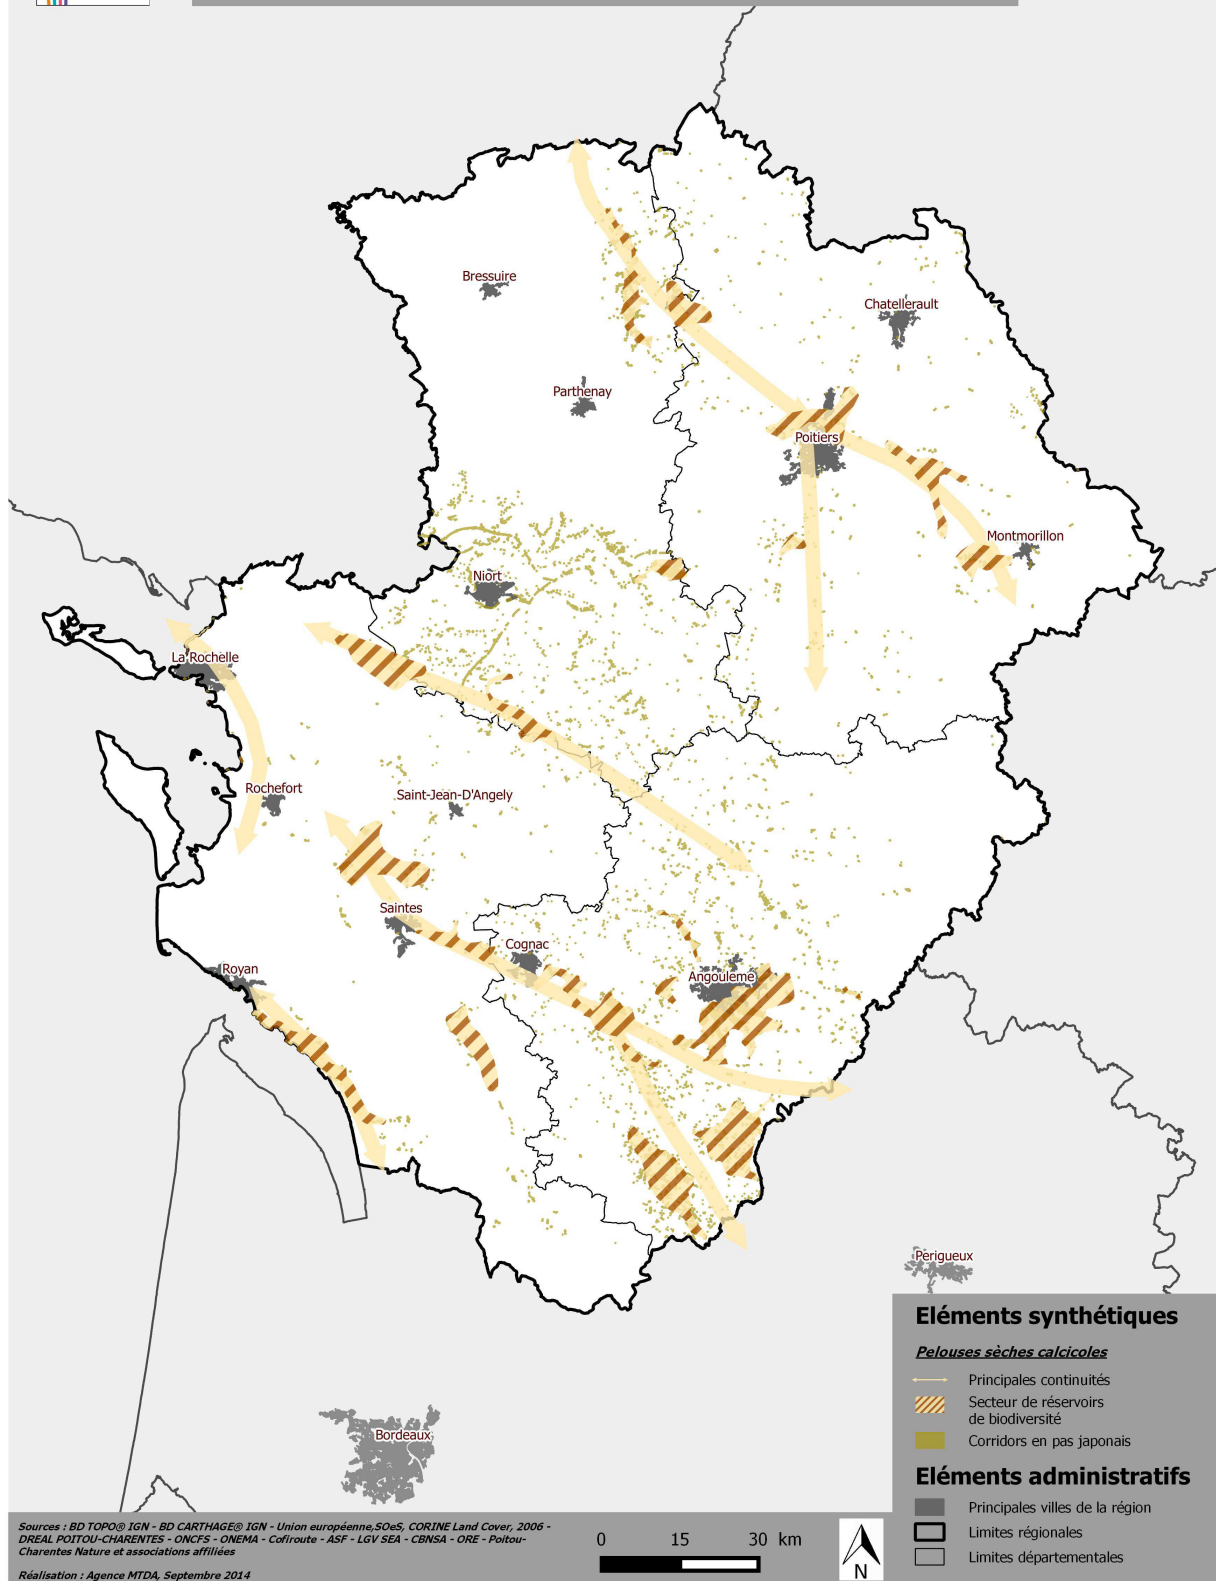 Bressuire
Chatellerault
Parthenay
Poitiers
Montmorillon
Niort
La Rochelle
Rochefort
Saint-Jean-D'Angely
Saintes
Cognac
Royan
Angouleme
Perigueux
Bordeaux
Eléments synthétiques
Pelouses sèches calcicoles
Principales continuités
Secteur de réservoirs
de biodiversité
Corridors en pas japonais
Eléments administratifs
Principales villes de la région
Limites régionales
Limites départementales
Sources : BD TOPO® IGN - BD CARTHAGE® IGN - Union européenne,SOeS, CORINE Land Cover, 2006 -
DREAL POITOU-CHARENTES - ONCFS - ONEMA - Cofiroute - ASF - LGV SEA - CBNSA - ORE - Poitou-
Charentes Nature et associations affiliées
Réalisation : Agence MTDA, Septembre 2014
0 15 30 km
N